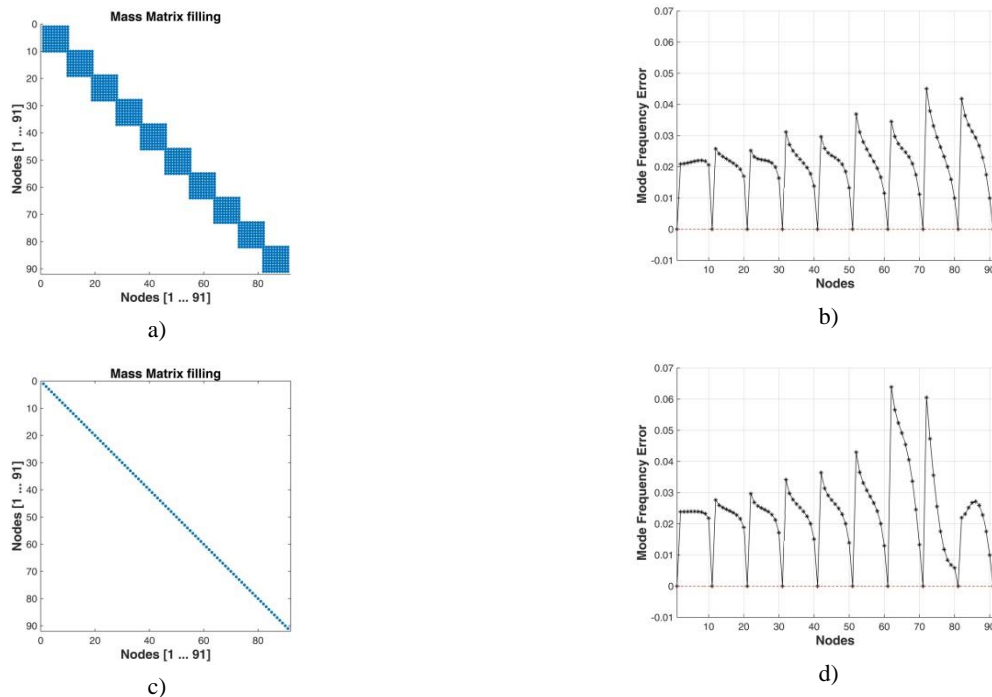 Mass Matrix filling
0
10
20
30
40
50
60
70
80
90
Nodes [1 ... 91]
0 20 40 60 80
Nodes [1 ... 91]
a)
0.07
0.06
0.05
0.04
0.03
0.02
0.01
0
-0.01
Mode Frequency Error
10 20 30 40 50 60 70 80 90
Nodes
b)
Mass Matrix filling
0
10
20
30
40
50
60
70
80
90
Nodes [1 ... 91]
0 20 40 60 80
Nodes [1 ... 91]
c)
0.07
0.06
0.05
0.04
0.03
0.02
0.01
0
-0.01
Mode Frequency Error
10 20 30 40 50 60 70 80 90
Nodes
d)